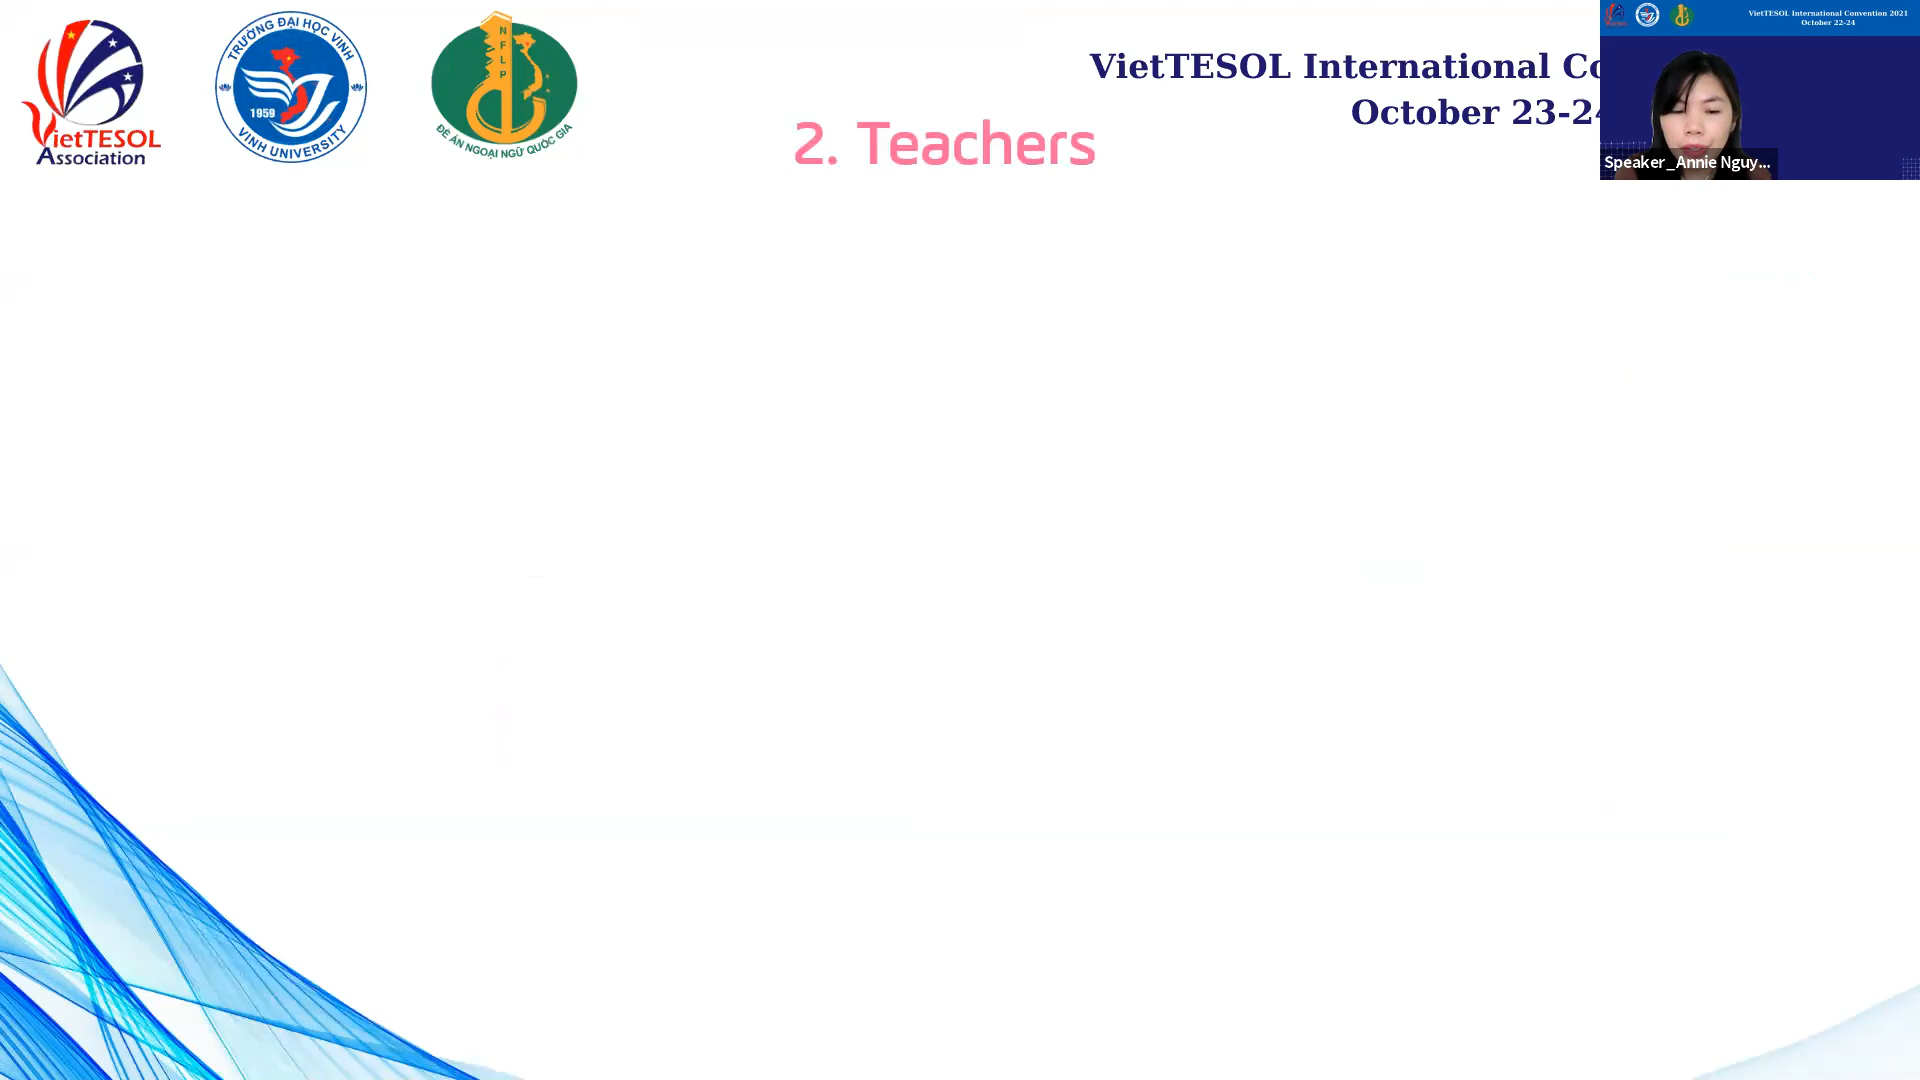 VietTESOL
Association
TRƯỜNG ĐẠI HỌC VINH
1959
VINH UNIVERSITY
NFLP
ĐỀ ÁN NGOẠI NGỮ QUỐC GIA
VietTESOL International Co
October 23-24
2. Teachers
VietTESOL International Convention 2021
October 22-24
Speaker_Annie Nguy...